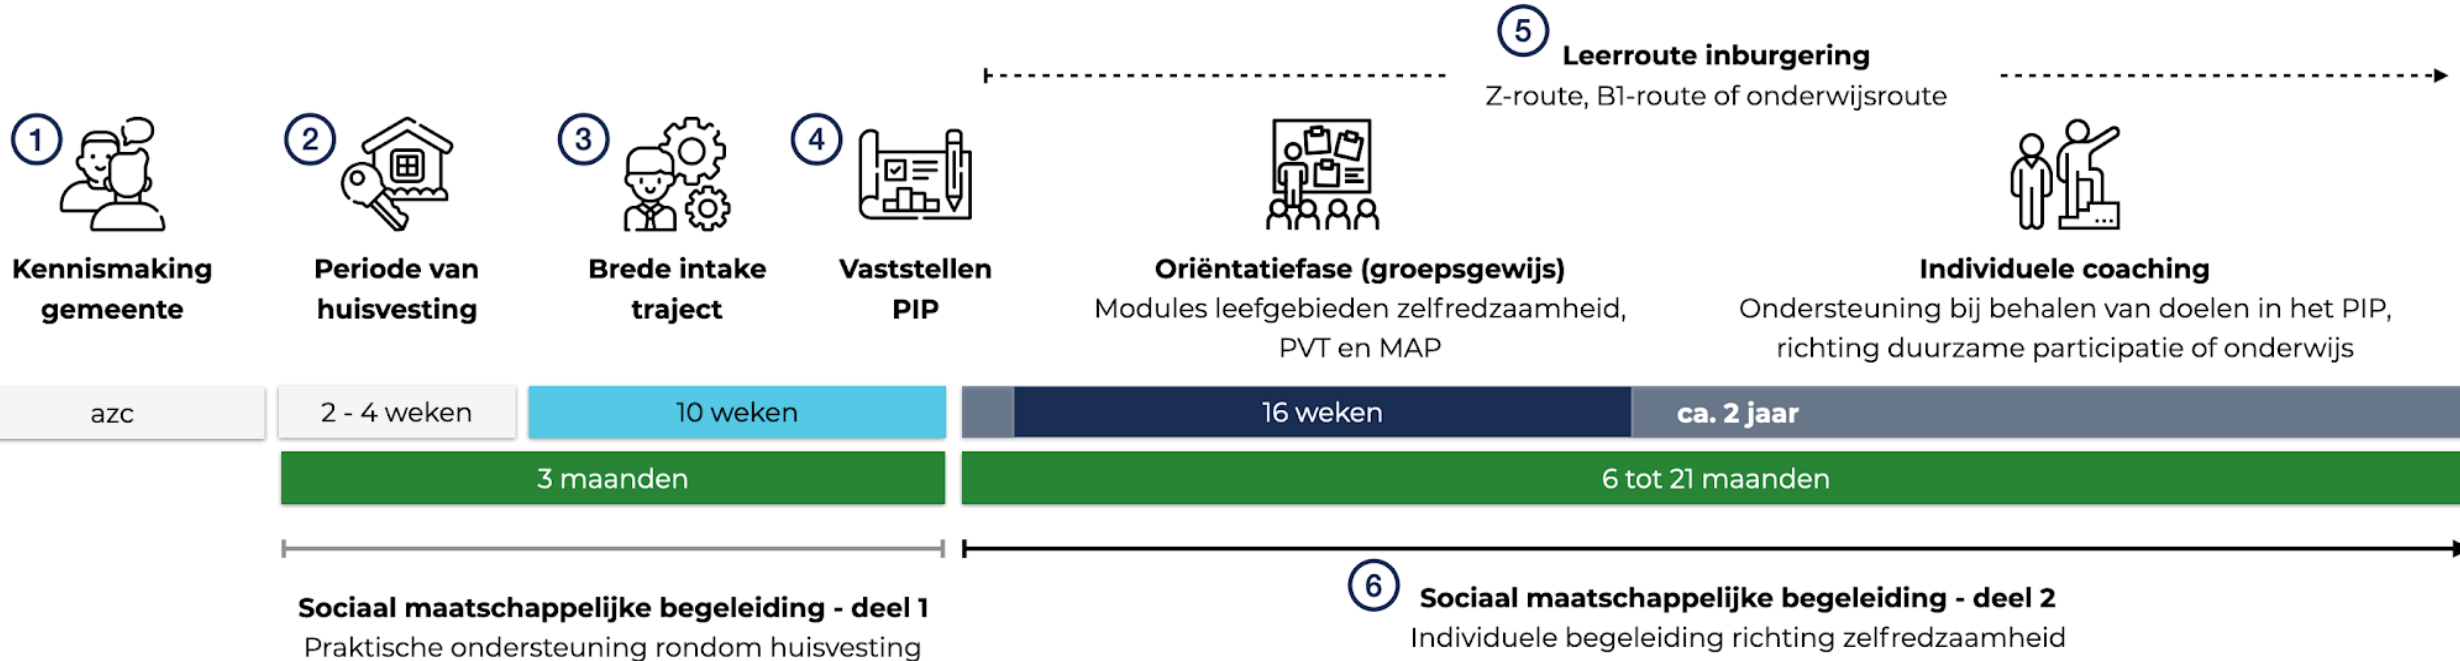 5
Leerroute inburgering
Z-route, B1-route of onderwijsroute
1
Kennismaking
gemeente
2
Periode van
huisvesting
3
Brede intake
traject
4
Vaststellen
PIP
Oriëntatiefase (groepsgewijs)
Modules leefgebieden zelfredzaamheid,
PVT en MAP
Individuele coaching
Ondersteuning bij behalen van doelen in het PIP,
richting duurzame participatie of onderwijs
azc
2 - 4 weken
10 weken
16 weken
ca. 2 jaar
3 maanden
6 tot 21 maanden
Sociaal maatschappelijke begeleiding - deel 1
Praktische ondersteuning rondom huisvesting
6
Sociaal maatschappelijke begeleiding - deel 2
Individuele begeleiding richting zelfredzaamheid